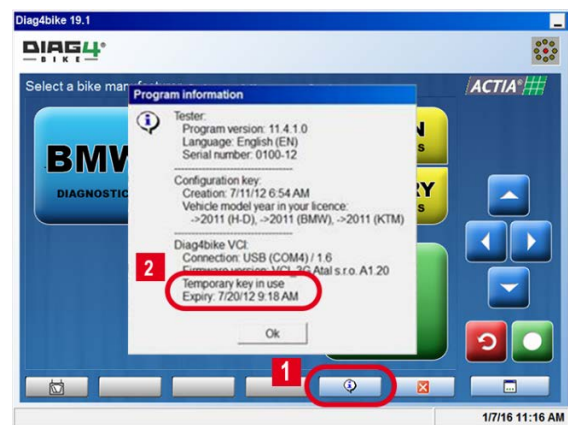 Diag4bike 19.1
DIAG4®
BIKE
Select a bike
ACTIA®
Program information
Tester:
Program version: 11.4.1.0
Language: English (EN)
Serial number: 0100-12
Configuration key:
Creation: 7/11/12 6:54 AM
Vehicle model year in your licence:
->2011 (H-D), ->2011 (BMW), ->2011 (KTM)
Diag4bike VCI:
Connection: USB (COM4) / 1.6
Firmware version: VCI_2G Atal s.r.o. A1.20
Temporary key in use
Expiry: 7/20/12 9:18 AM
Ok
BMW
DIAGNOSTIC
N
S
RY
S
2
1
1/7/16 11:16 AM